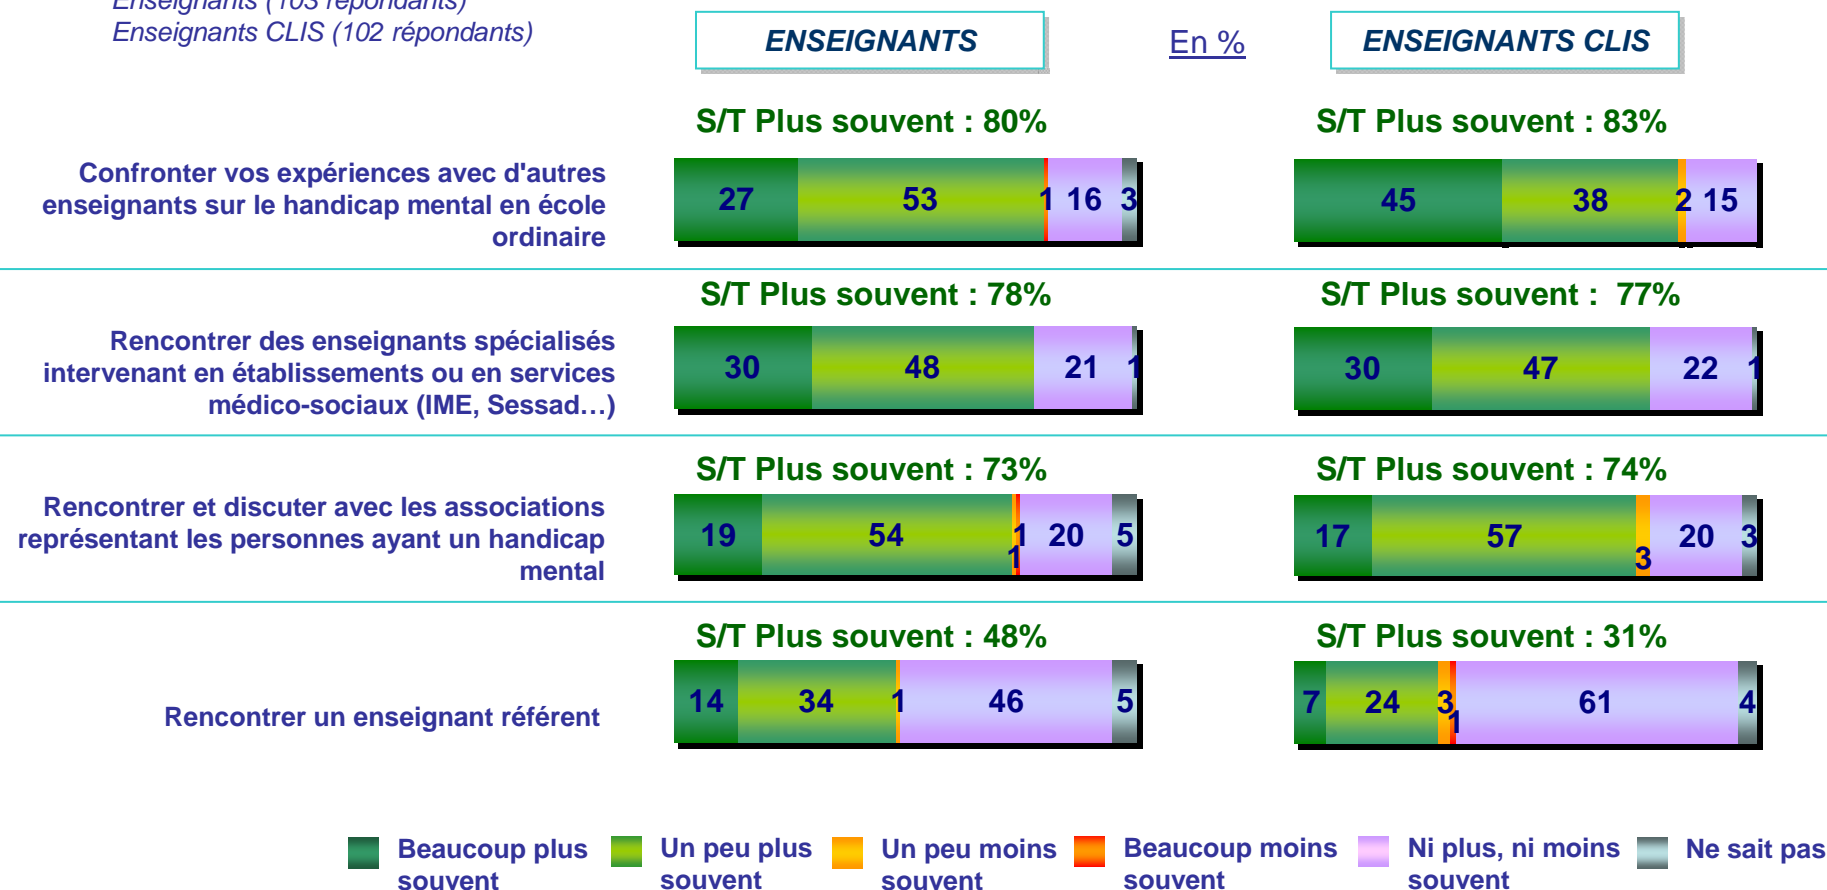 Enseignants (103 répondants)
Enseignants CLIS (102 répondants)
ENSEIGNANTS
En %
ENSEIGNANTS CLIS
S/T Plus souvent : 80%
S/T Plus souvent : 83%
Confronter vos expériences avec d'autres
enseignants sur le handicap mental en école
ordinaire
27 53 1 16 3
45 38 2 15
S/T Plus souvent : 78%
S/T Plus souvent : 77%
Rencontrer des enseignants spécialisés
intervenant en établissements ou en services
médico-sociaux (IME, Sessad…)
30 48 21 1
30 47 22 1
S/T Plus souvent : 73%
S/T Plus souvent : 74%
Rencontrer et discuter avec les associations
représentant les personnes ayant un handicap
mental
19 54 1 1 20 5
17 57 3 20 3
S/T Plus souvent : 48%
S/T Plus souvent : 31%
Rencontrer un enseignant référent
14 34 1 46 5
7 24 3 1 61 4
Beaucoup plus
souvent
Un peu plus
souvent
Un peu moins
souvent
Beaucoup moins
souvent
Ni plus, ni moins
souvent
Ne sait pas